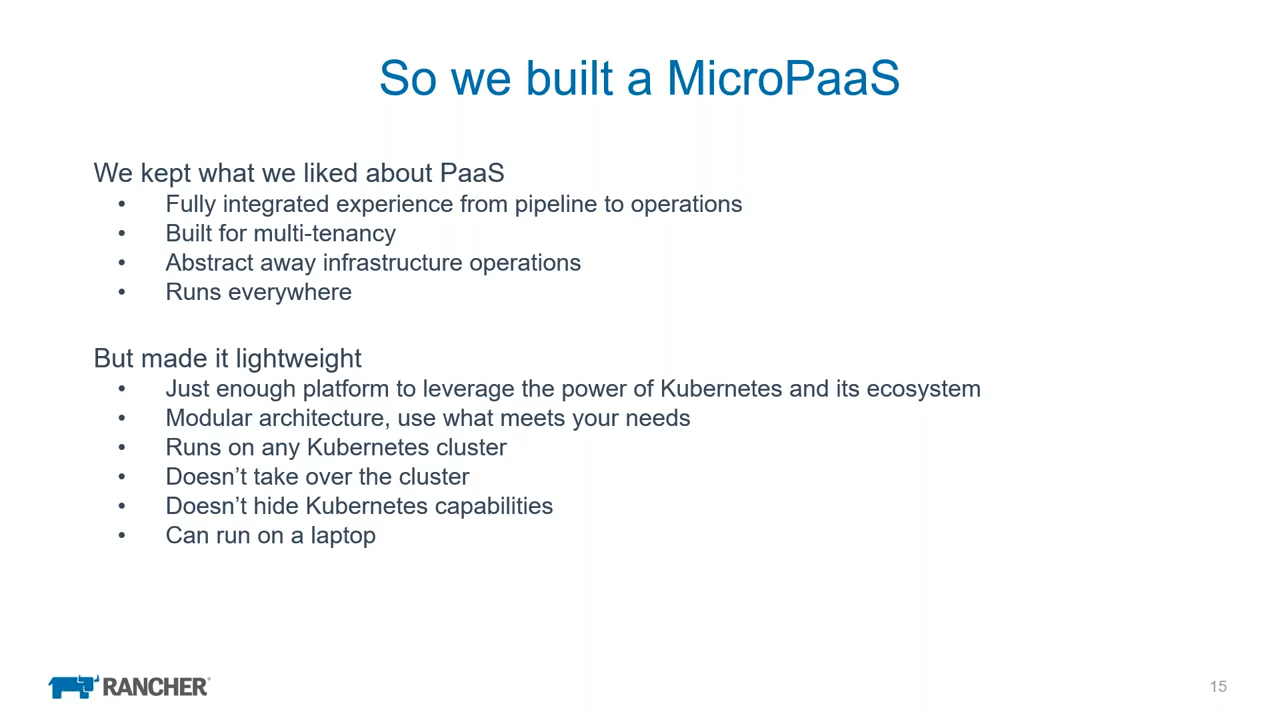 So we built a MicroPaaS
We kept what we liked about PaaS
• Fully integrated experience from pipeline to operations
• Built for multi-tenancy
• Abstract away infrastructure operations
• Runs everywhere
But made it lightweight
• Just enough platform to leverage the power of Kubernetes and its ecosystem
• Modular architecture, use what meets your needs
• Runs on any Kubernetes cluster
• Doesn’t take over the cluster
• Doesn’t hide Kubernetes capabilities
• Can run on a laptop
RANCHER®
15